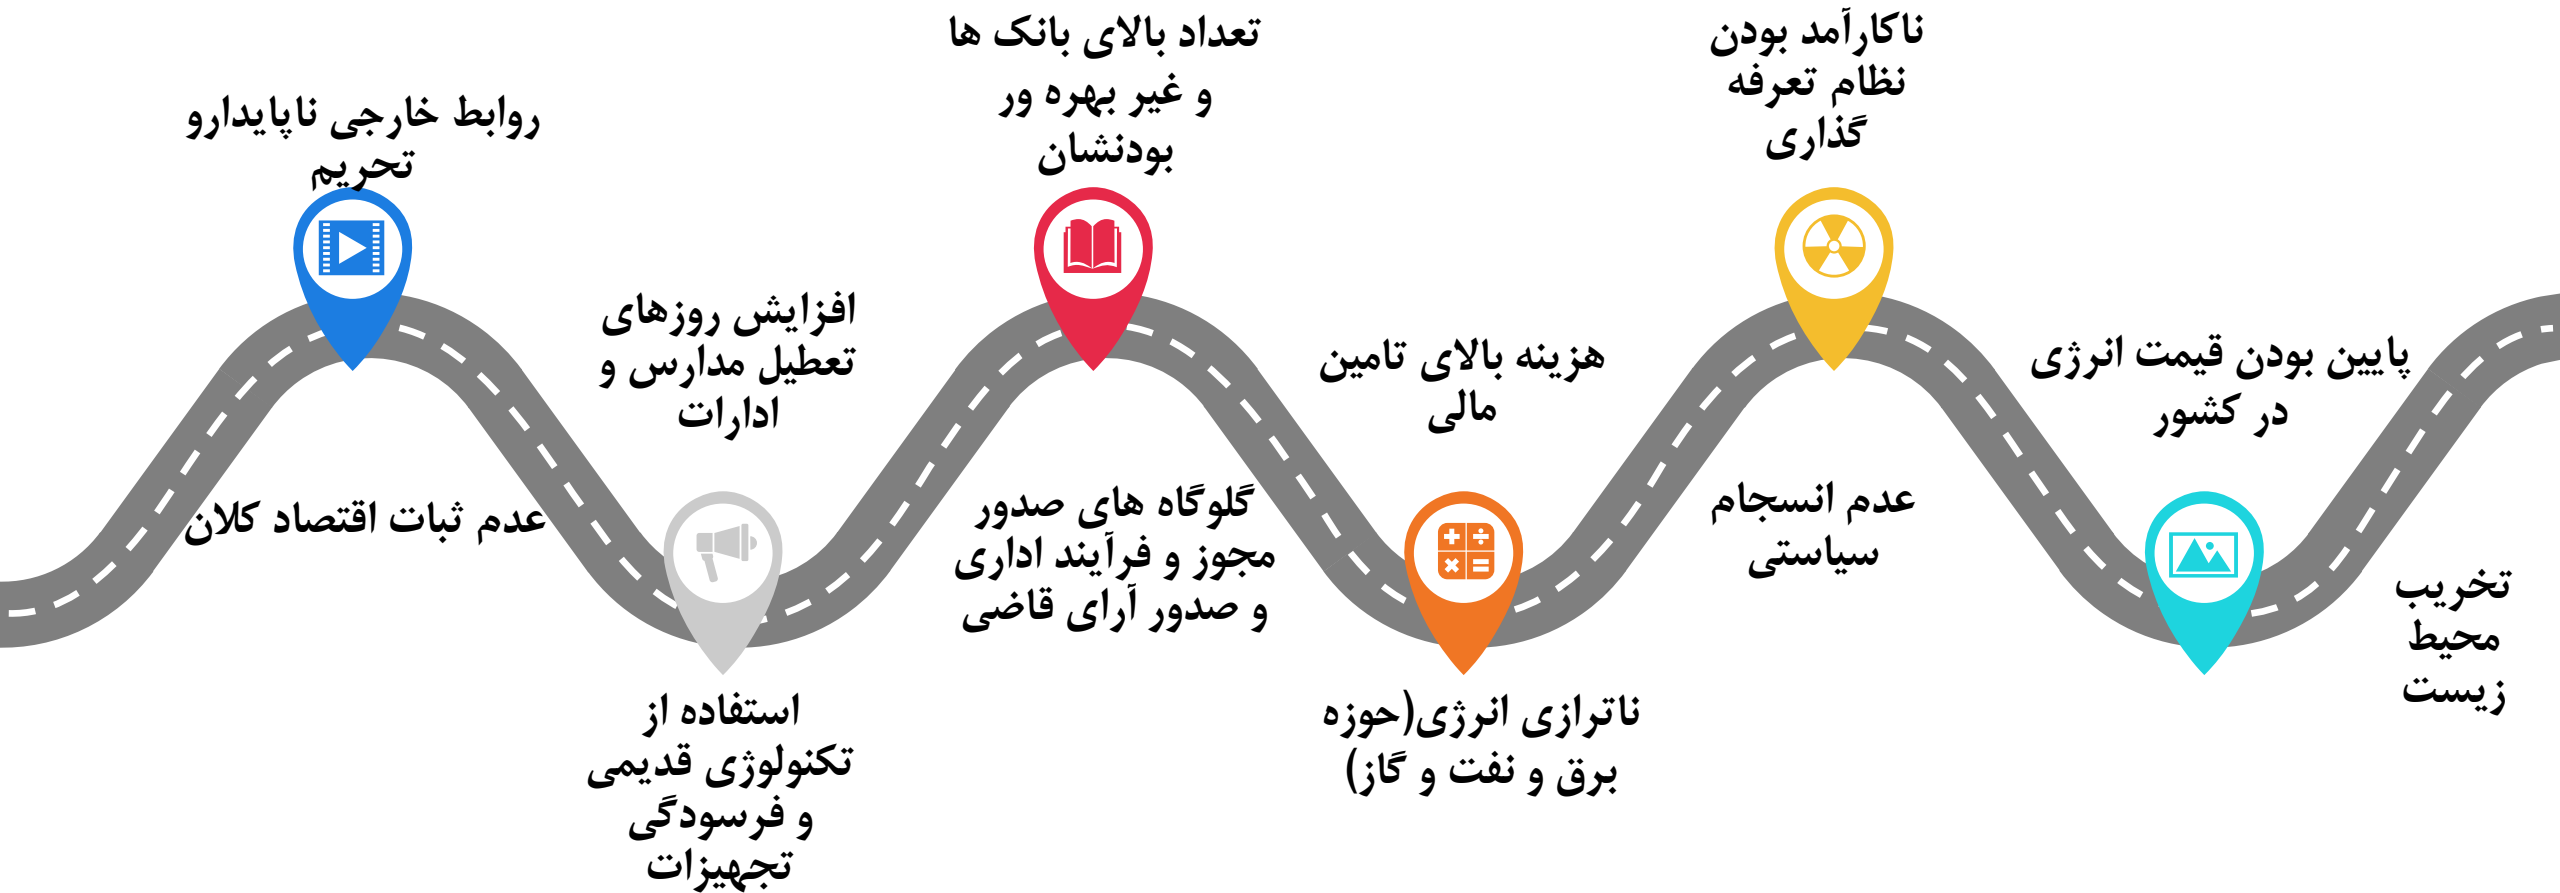 روابط خارجی ناپایدارو
تحریم
عدم ثبات اقتصاد کلان
افزایش روزهای
تعطیل مدارس و
ادارات
استفاده از
تکنولوژی قدیمی
و فرسودگی
تجهیزات
تعداد بالای بانک ها
و غیر بهره ور
بودنشان
گلوگاه های صدور
مجوز و فرآیند اداری
و صدور آرای قاضی
هزینه بالای تامین
مالی
ناترازی انرژی(حوزه
برق و نفت و گاز)
ناکارآمد بودن
نظام تعرفه
گذاری
عدم انسجام
سیاستی
پایین بودن قیمت انرژی
در کشور
تخریب
محیط
زیست